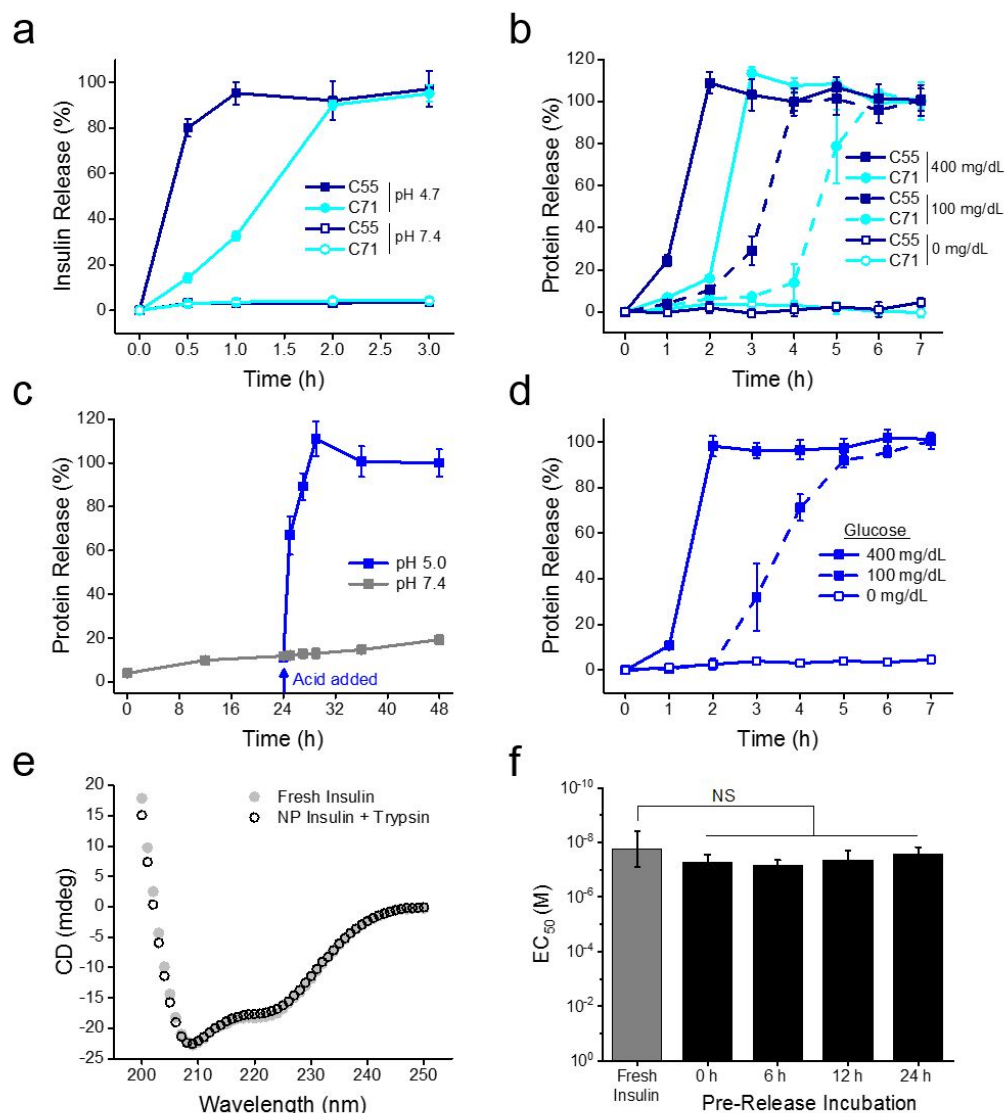 a
Insulin Release (%)
100
80
60
40
20
0
C55
C71
pH 4.7
C55
C71
pH 7.4
0.0 0.5 1.0 1.5 2.0 2.5 3.0
Time (h)
b
Protein Release (%)
120
100
80
60
40
20
0
C55
C71
400 mg/dL
C55
C71
100 mg/dL
C55
C71
0 mg/dL
0 1 2 3 4 5 6 7
Time (h)
c
Protein Release (%)
120
100
80
60
40
20
0
pH 5.0
pH 7.4
Acid added
0 8 16 24 32 40 48
Time (h)
d
Protein Release (%)
100
80
60
40
20
0
Glucose
400 mg/dL
100 mg/dL
0 mg/dL
0 1 2 3 4 5 6 7
Time (h)
e
CD (mdeg)
20
15
10
5
0
-5
-10
-15
-20
-25
Fresh Insulin
NP Insulin + Trypsin
200 210 220 230 240 250
Wavelength (nm)
f
EC50 (M)
10-10
10-8
10-6
10-4
10-2
100
NS
Fresh
Insulin
0 h 6 h 12 h 24 h
Pre-Release Incubation